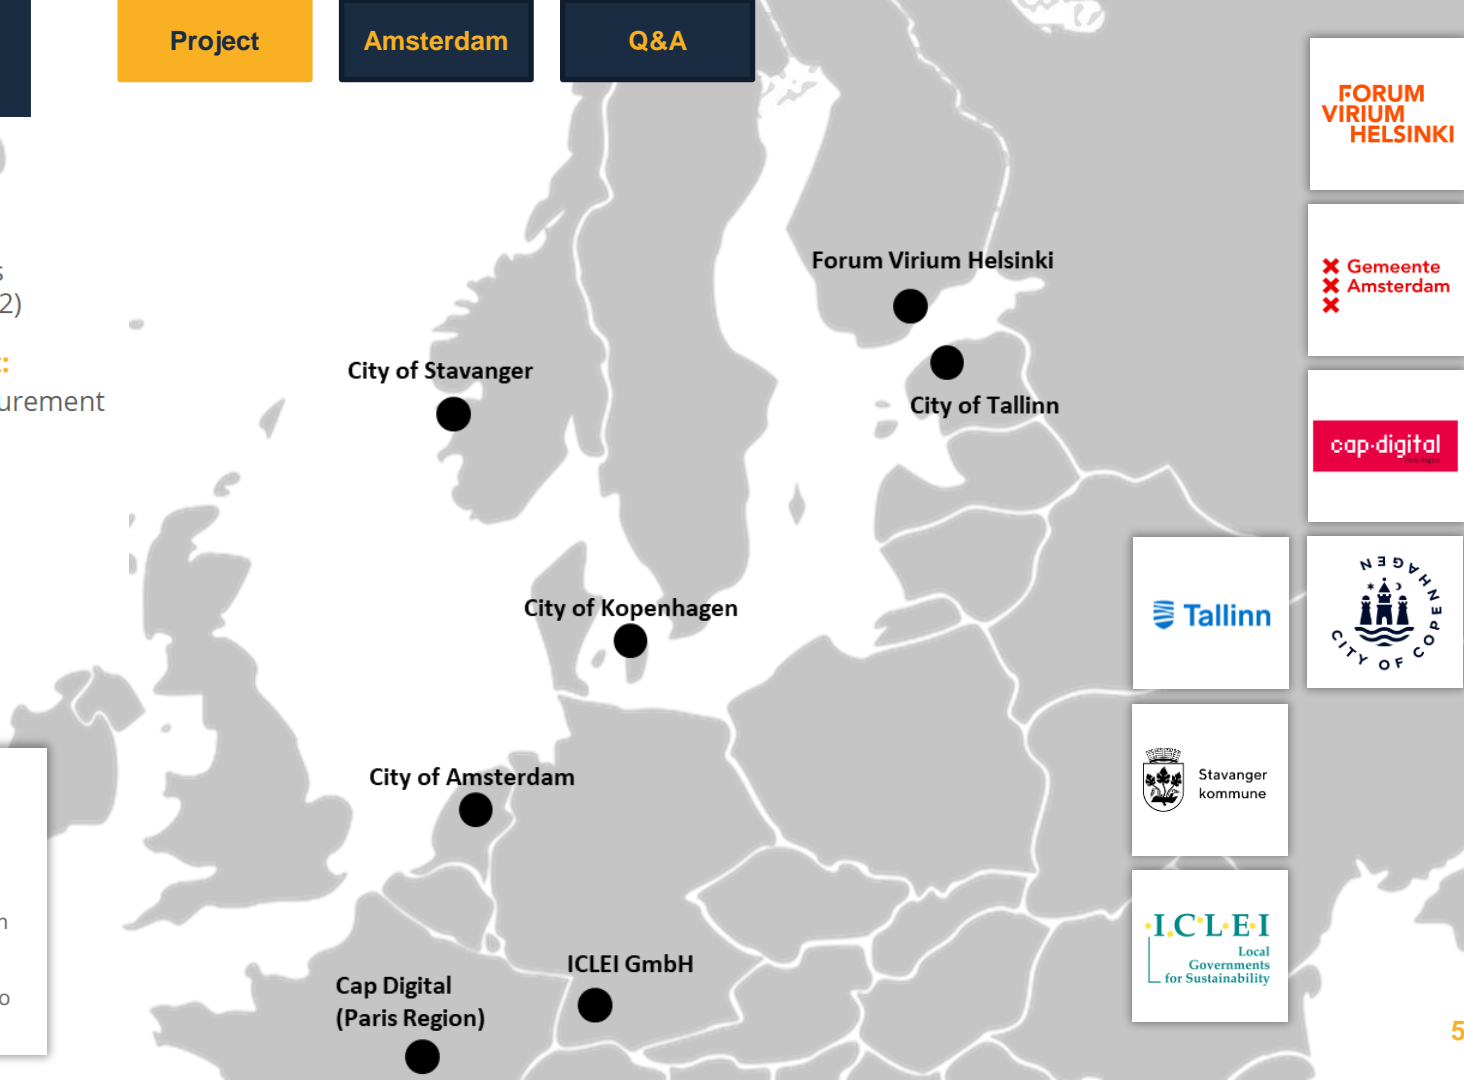 Project
Amsterdam
Q&A
2)
urement
Forum Virium Helsinki
City of Stavanger
City of Tallinn
City of Kopenhagen
City of Amsterdam
ICLEI GmbH
Cap Digital
(Paris Region)
FORUM
VIRIUM
HELSINKI
Gemeente
Amsterdam
cap·digital
Tallinn
CITY OF COPENHAGEN
Stavanger
kommune
I.C·L·E·I
Local
Governments
for Sustainability
5